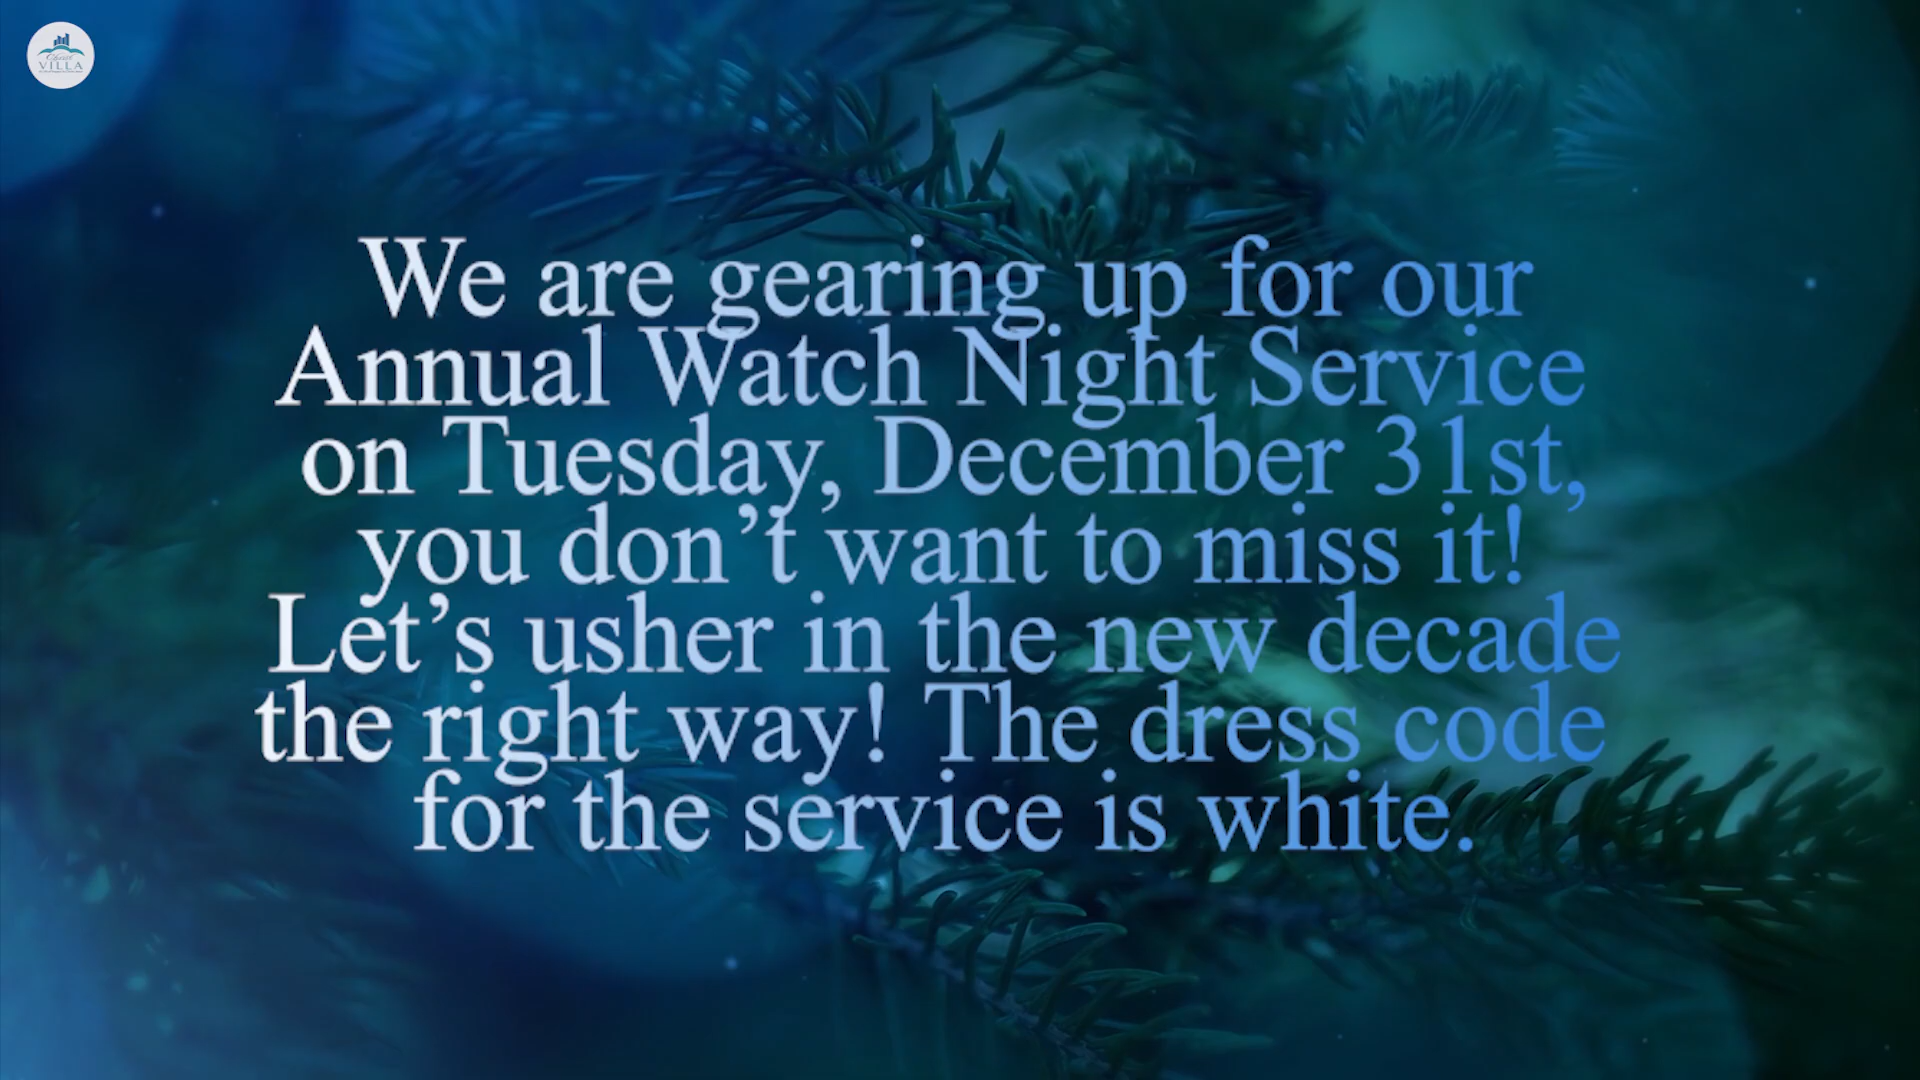 VILLA
We are gearing up for our
Annual Watch Night Service
on Tuesday, December 31st,
you don’t want to miss it!
Let’s usher in the new decade
the right way! The dress code
for the service is white.